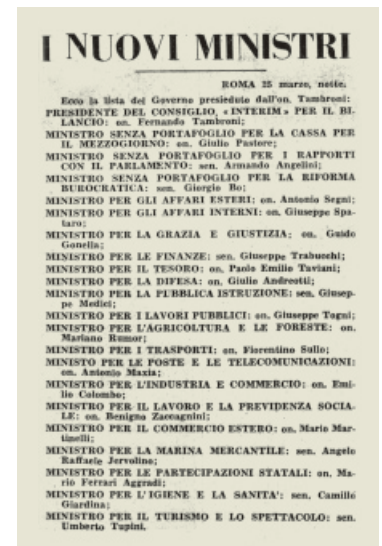 I NUOVI MINISTRI
ROMA 25 marzo, notte.
Ecco la lista del Governo presieduto dall'on. Tambroni:
PRESIDENTE DEL CONSIGLIO, «INTERIM» PER IL BI-
LANCIO: on. Fernando Tambroni;
MINISTRO SENZA PORTAFOGLIO PER LA CASSA PER
IL MEZZOGIORNO: on. Giulio Pastore;
MINISTRO SENZA PORTAFOGLIO PER I RAPPORTI
CON IL PARLAMENTO: sen. Armando Angelini;
MINISTRO SENZA PORTAFOGLIO PER LA RIFORMA
BUROCRATICA: sen. Giorgio Bo;
MINISTRO PER GLI AFFARI ESTERI: on. Antonio Segni;
MINISTRO PER GLI AFFARI INTERNI: on. Giuseppe Spa-
taro;
MINISTRO PER LA GRAZIA E GIUSTIZIA: on. Guido
Gonella;
MINISTRO PER LE FINANZE: sen. Giuseppe Trabucchi;
MINISTRO PER IL TESORO: on. Paolo Emilio Taviani;
MINISTRO PER LA DIFESA: on. Giulio Andreotti;
MINISTRO PER LA PUBBLICA ISTRUZIONE: sen. Giusep-
pe Medici;
MINISTRO PER I LAVORI PUBBLICI: on. Giuseppe Togni;
MINISTRO PER L'AGRICOLTURA E LE FORESTE: on.
Mariano Rumor;
MINISTRO PER I TRASPORTI: on. Fiorentino Sullo;
MINISTO PER LE POSTE E LE TELECOMUNICAZIONI:
on. Antonio Maxia;
MINISTRO PER L'INDUSTRIA E COMMERCIO: on. Emi-
lio Colombo;
MINISTRO PER IL LAVORO E LA PREVIDENZA SOCIA-
LE: on. Benigno Zaccagnini;
MINISTRO PER IL COMMERCIO ESTERO: on. Mario Mar-
tinelli;
MINISTRO PER LA MARINA MERCANTILE: sen. Angelo
Raffaele Jervolino;
MINISTRO PER LE PARTECIPAZIONI STATALI: on. Ma-
rio Ferrari Aggradi;
MINISTRO PER L'IGIENE E LA SANITA': sen. Camillo
Giardina;
MINISTRO PER IL TURISMO E LO SPETTACOLO: sen.
Umberto Tupini.